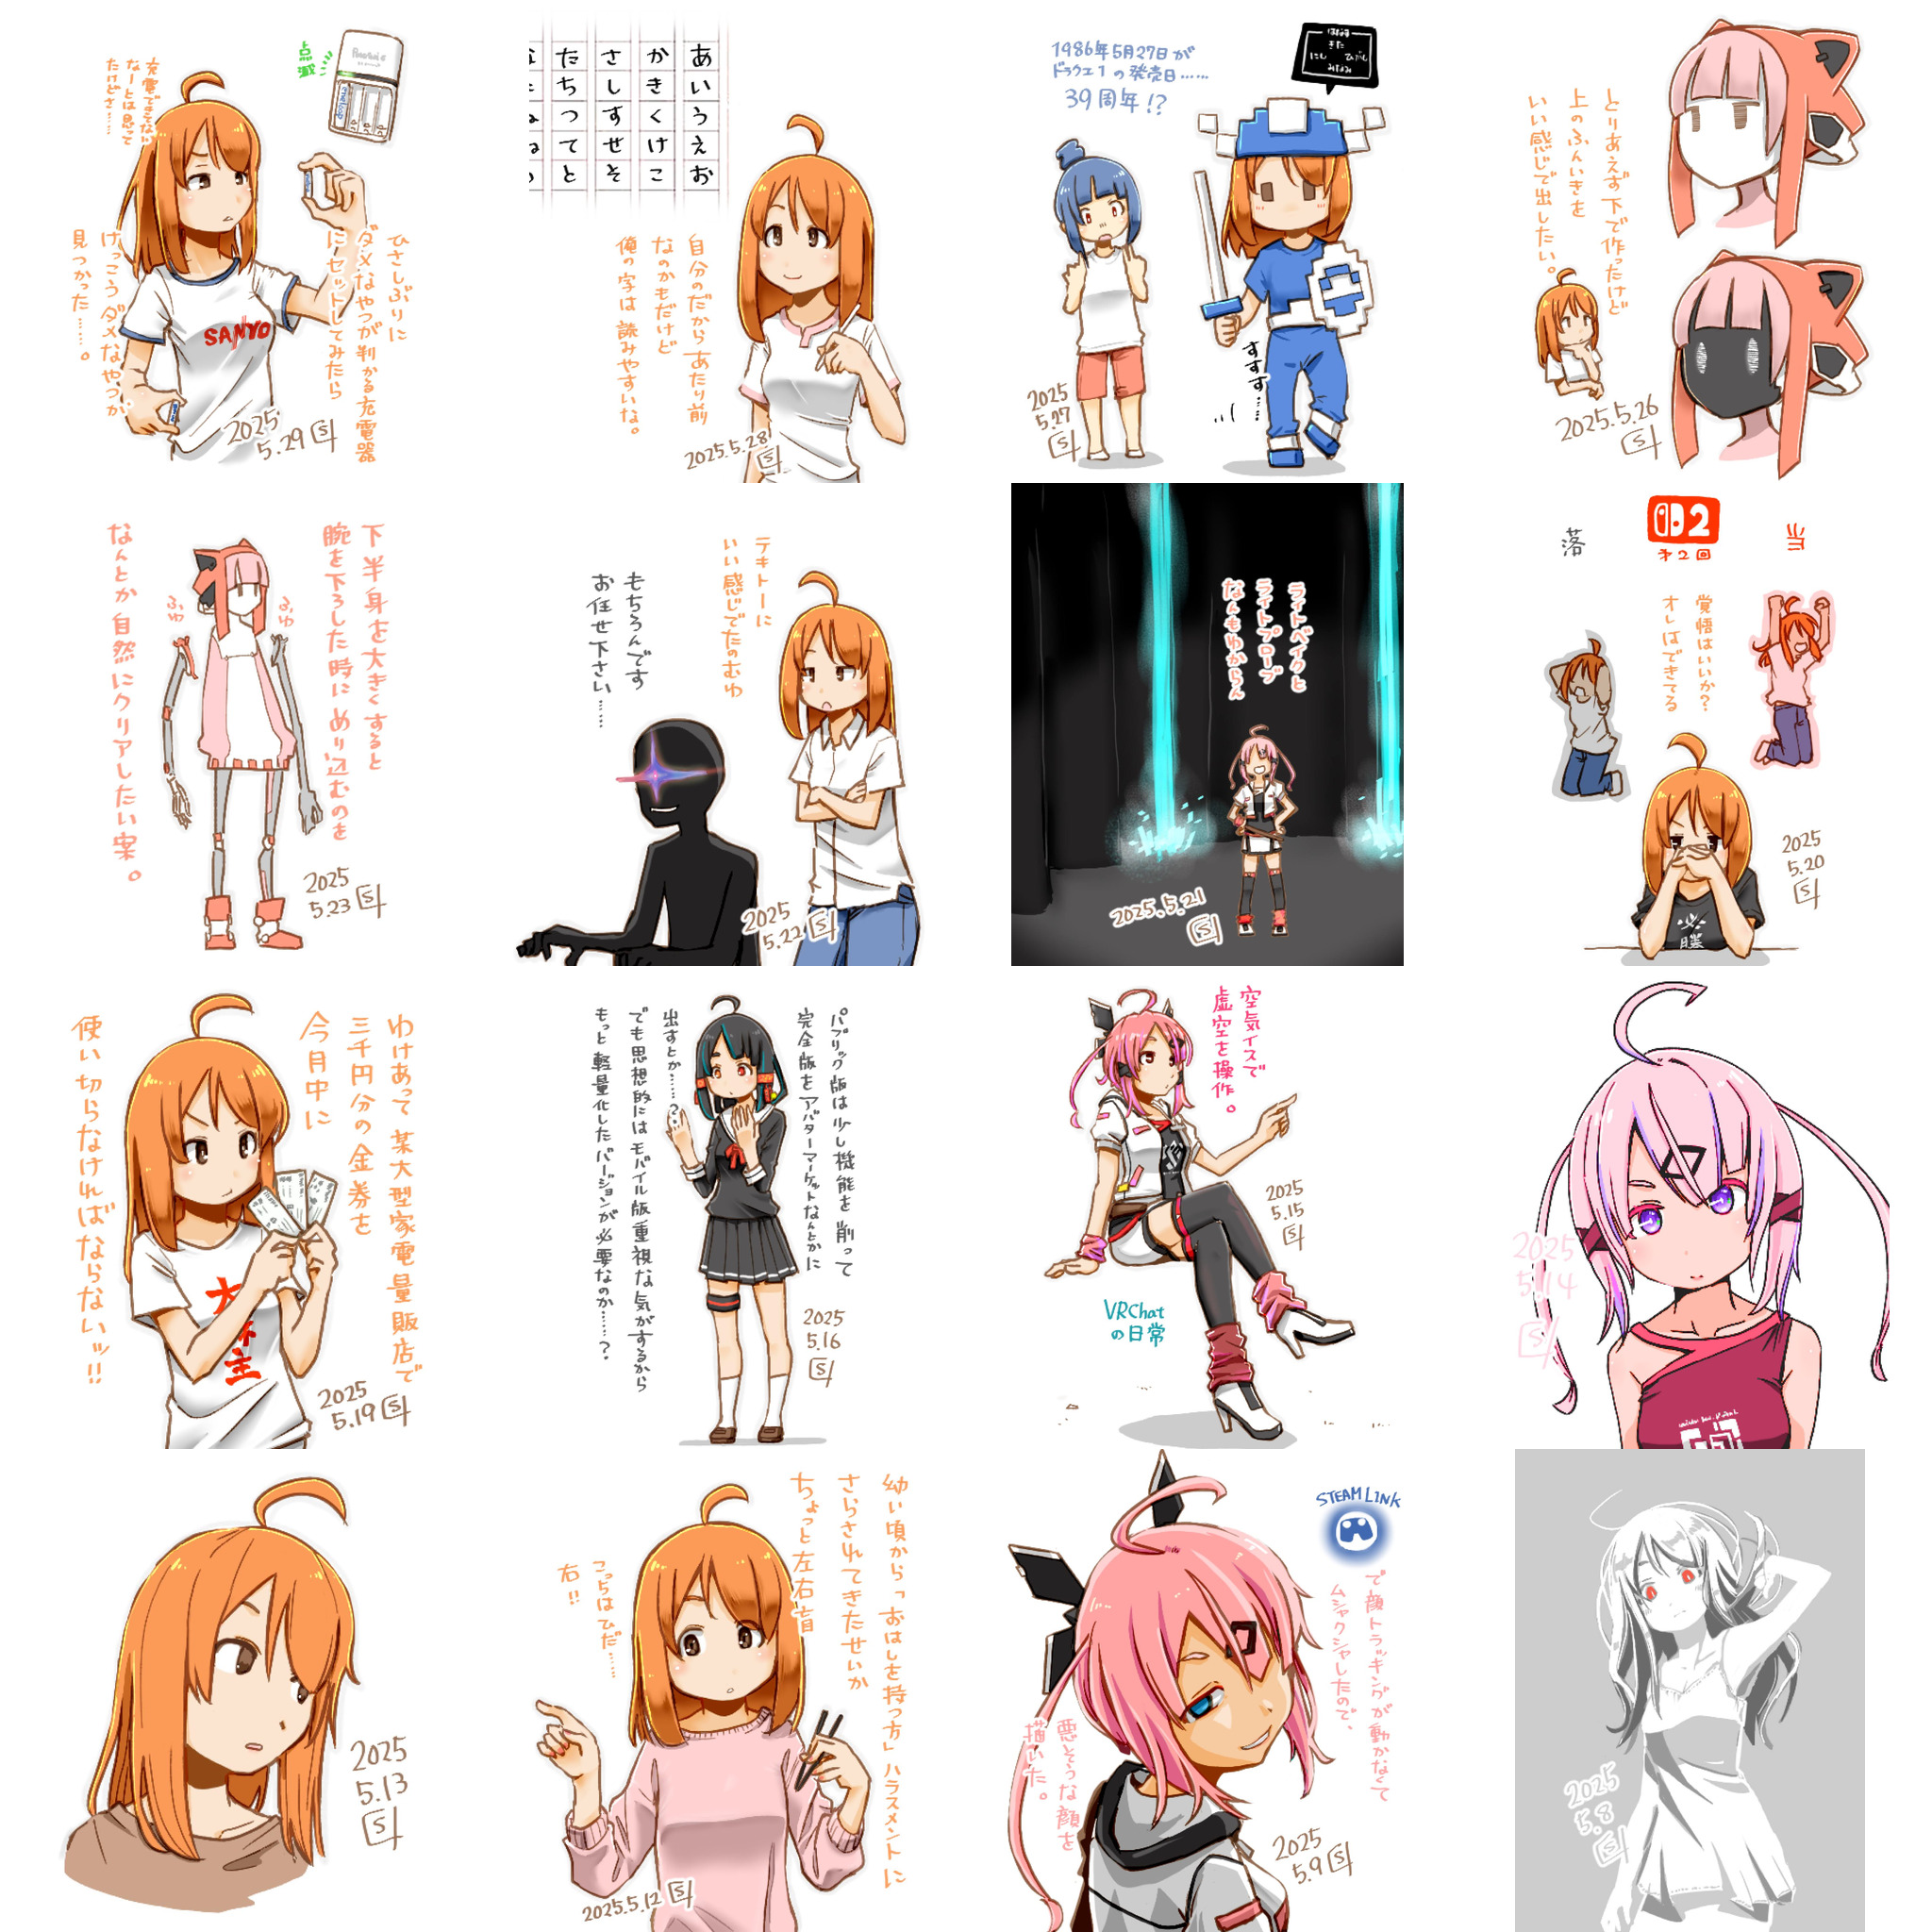 充電できない
なーとは思って
たけどさ……
点滅
SANYO
ひさしぶりに
ダメなやつが判かる充電器
にセットしてみたら
けっこうダメなやつが
見つかった……。
2025
5.29
あいうえお
かきくけこ
さしすせそ
たちつてと
自分のだからあたり前
なのかもだけど
俺の字は読みやすいな。
2025.5.28
1986年5月27日が
ドラクエ1の発売日……
39周年!?
はなす
きた
にし ひがし
みなみ
すすす…
2025
5.27
とりあえず下で作ったけど
上のふんいきを
いい感じで出したい。
2025.5.26
下半身を大きくすると
腕を下ろした時にめり込むのを
なんとか自然にクリアしたい案。
ふゆ
ふゆ
2025
5.23
テキトーに
いい感じでたのむわ
もちろんです
お任せ下さい……
2025
5.22
ライトベイクと
ライトプローブ
なんもわからん
2025.5.21
2
第2回
落
当
覚悟はいいか?
オレはできてる
必勝
2025
5.20
わけあって某大型家電量販店で
三千円分の金券を
今月中に
使い切らなければならないッ!!
2025
5.19
パブリック版は少し機能を削って
完全版をアバターマーケットなんとかに
出すとか……?
でも思想的にはモバイル版重視な気がするから
もっと軽量化したバージョンが必要なのか……?
2025
5.16
空気イスで
虚空を操作。
VRChat
の日常
2025
5.15
2025
5.14
2025
5.13
幼い頃から「おはしを持つ方」ハラスメントに
さらされてきたせいか
ちょっと左右盲
こっちはひだ……
右!!
2025.5.12
STEAM LINK
で顔トラッキングが動かなくて
ムシャクシャしたので、
悪そうな顔を
描いた。
2025
5.9
2025
5.8